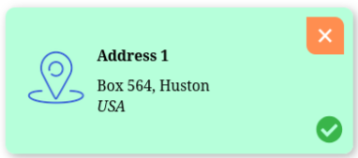 Address 1
Box 564, Huston
USA